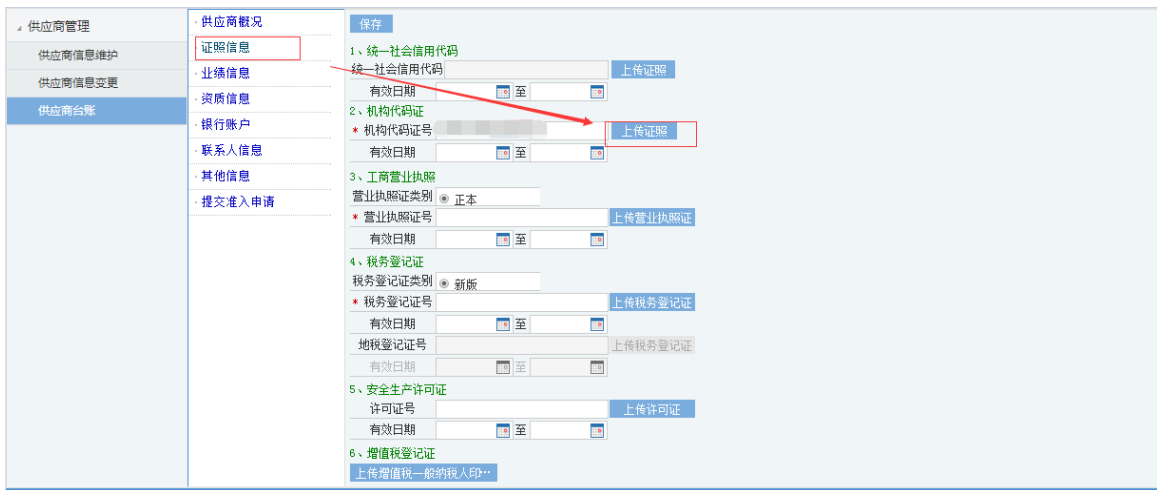 供应商管理
供应商信息维护
供应商信息变更
供应商台账
供应商概况
证照信息
业绩信息
资质信息
银行账户
联系人信息
其他信息
提交准入申请
保存
1、统一社会信用代码
统一社会信用代码 上传证照
有效日期 至
2、机构代码证
* 机构代码证号 上传证照
有效日期 至
3、工商营业执照
营业执照证类别 正本
* 营业执照证号 上传营业执照证
有效日期 至
4、税务登记证
税务登记证类别 新版
* 税务登记证号 上传税务登记证
有效日期 至
地税登记证号 上传税务登记证
有效日期 至
5、安全生产许可证
许可证号 上传许可证
有效日期 至
6、增值税登记证
上传增值税一般纳税人印…